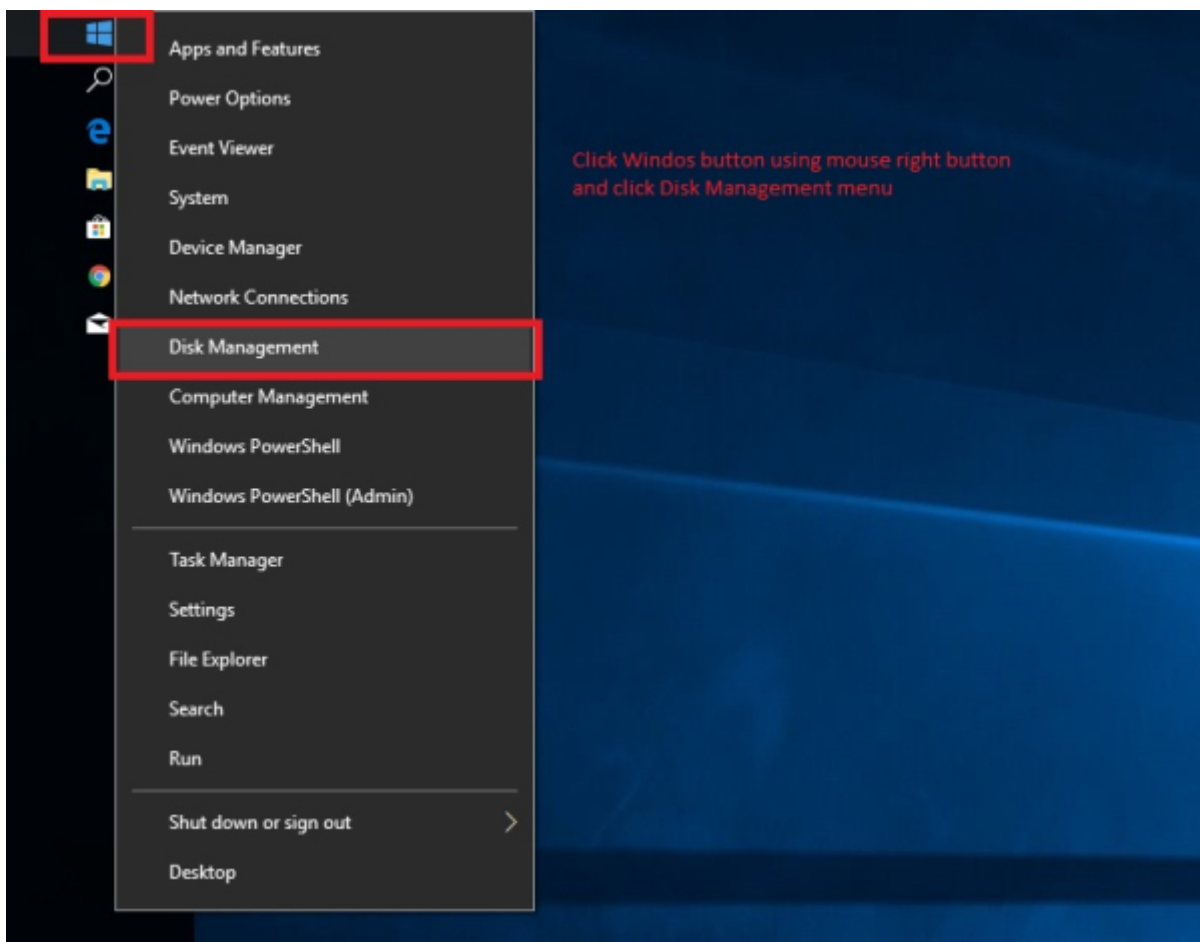 Apps and Features
Power Options
Event Viewer
System
Device Manager
Network Connections
Disk Management
Computer Management
Windows PowerShell
Windows PowerShell (Admin)
Task Manager
Settings
File Explorer
Search
Run
Shut down or sign out
Desktop
Click Windos button using mouse right button
and click Disk Management menu